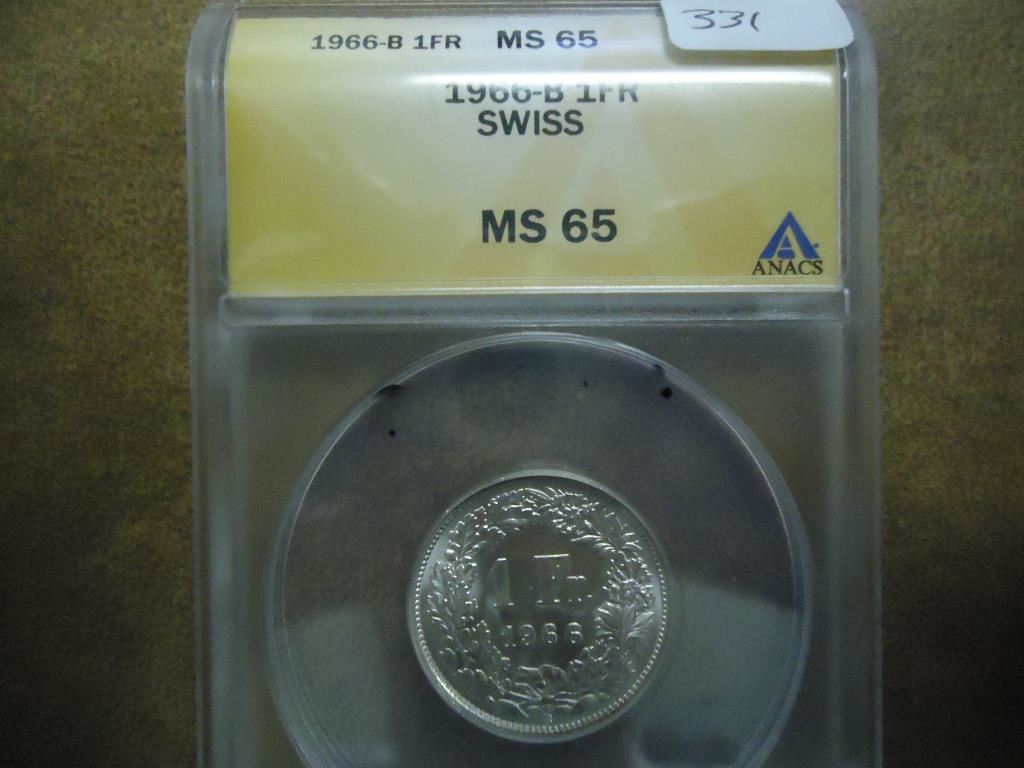 331
1966-B 1FR MS 65
1966-B 1FR
SWISS
MS 65
ANACS
1 Fr.
1966
B